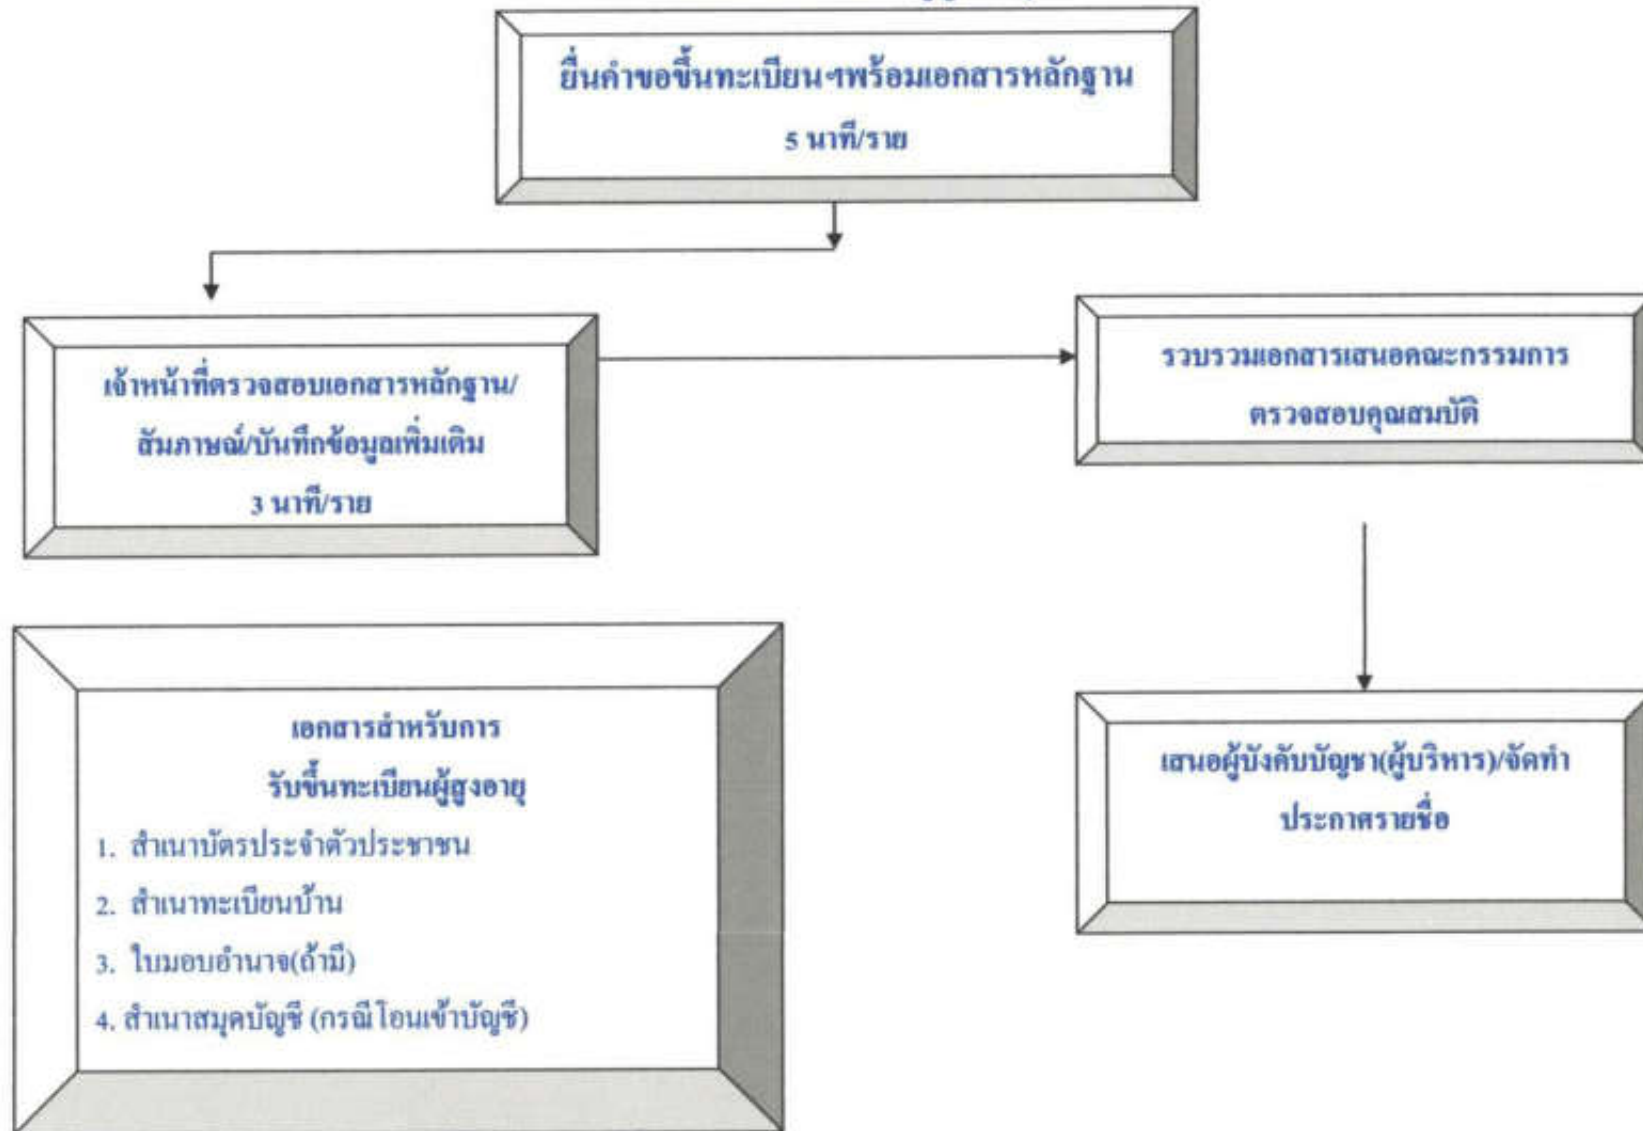 ยื่นคำขอขึ้นทะเบียนฯพร้อมเอกสารหลักฐาน
5 นาที/ราย
เจ้าหน้าที่ตรวจสอบเอกสารหลักฐาน/
สัมภาษณ์/บันทึกข้อมูลเพิ่มเติม
3 นาที/ราย
รวบรวมเอกสารเสนอคณะกรรมการ
ตรวจสอบคุณสมบัติ
เสนอผู้บังคับบัญชา(ผู้บริหาร)/จัดทำ
ประกาศรายชื่อ
เอกสารสำหรับการ
รับขึ้นทะเบียนผู้สูงอายุ
1. สำเนาบัตรประจำตัวประชาชน
2. สำเนาทะเบียนบ้าน
3. ใบมอบอำนาจ(ถ้ามี)
4. สำเนาสมุดบัญชี (กรณีโอนเข้าบัญชี)